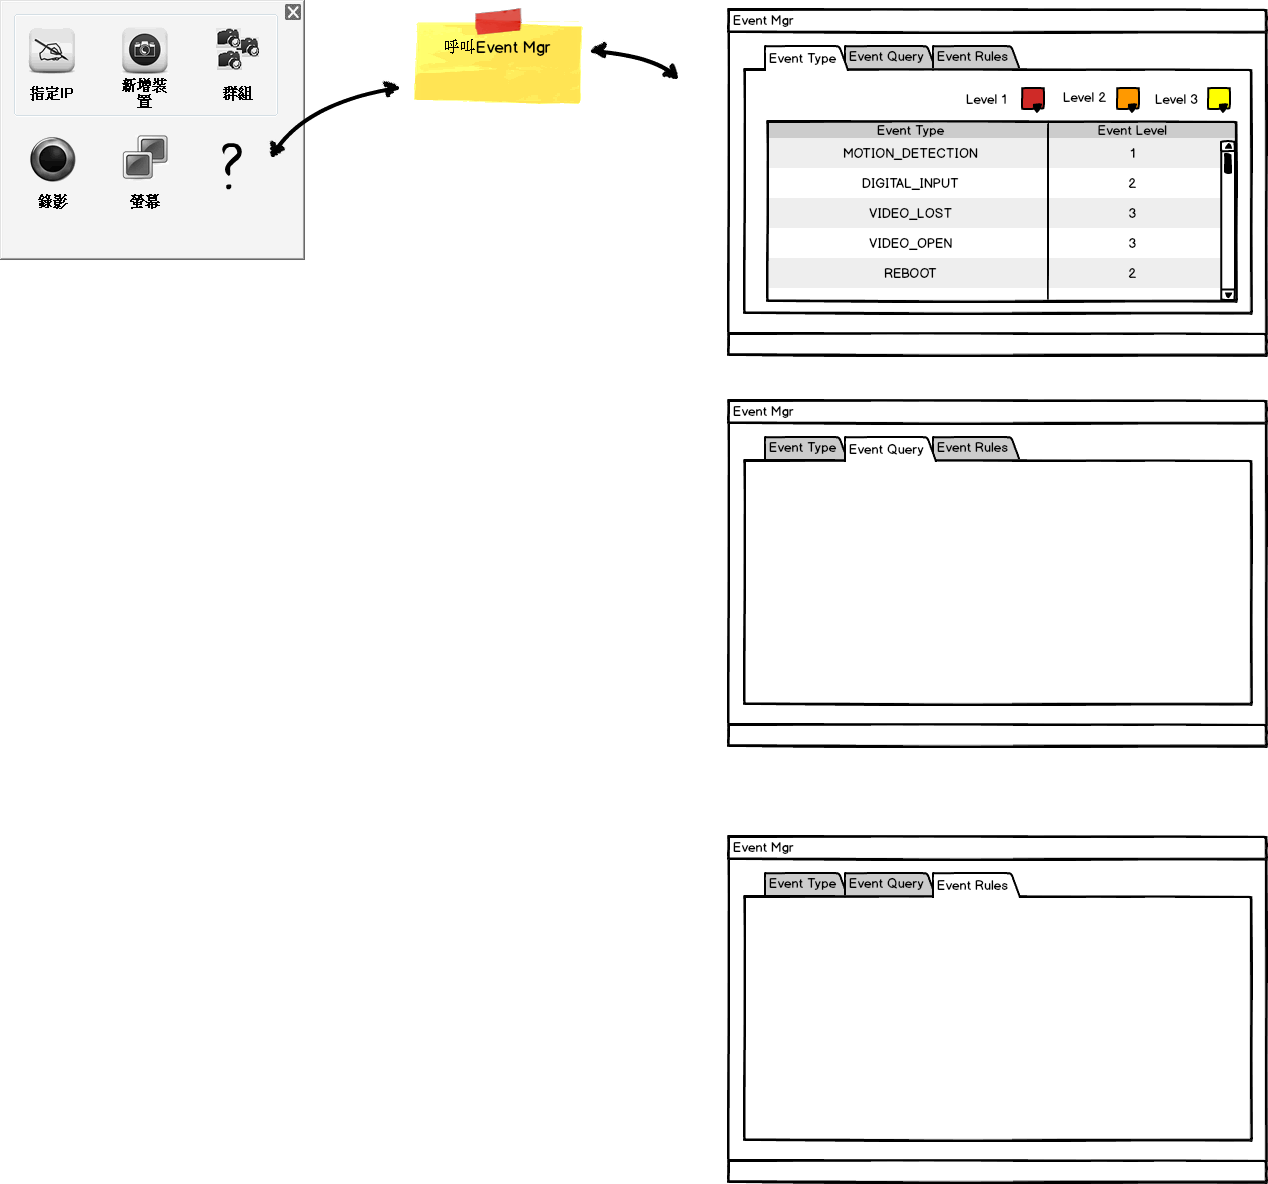 指定IP
新增裝
置
群組
錄影
螢幕
?
呼叫Event Mgr
Event Mgr
Event Type Event Query Event Rules
Level 1 Level 2 Level 3
Event Type Event Level
MOTION_DETECTION 1
DIGITAL_INPUT 2
VIDEO_LOST 3
VIDEO_OPEN 3
REBOOT 2
Event Mgr
Event Type Event Query Event Rules
Event Mgr
Event Type Event Query Event Rules